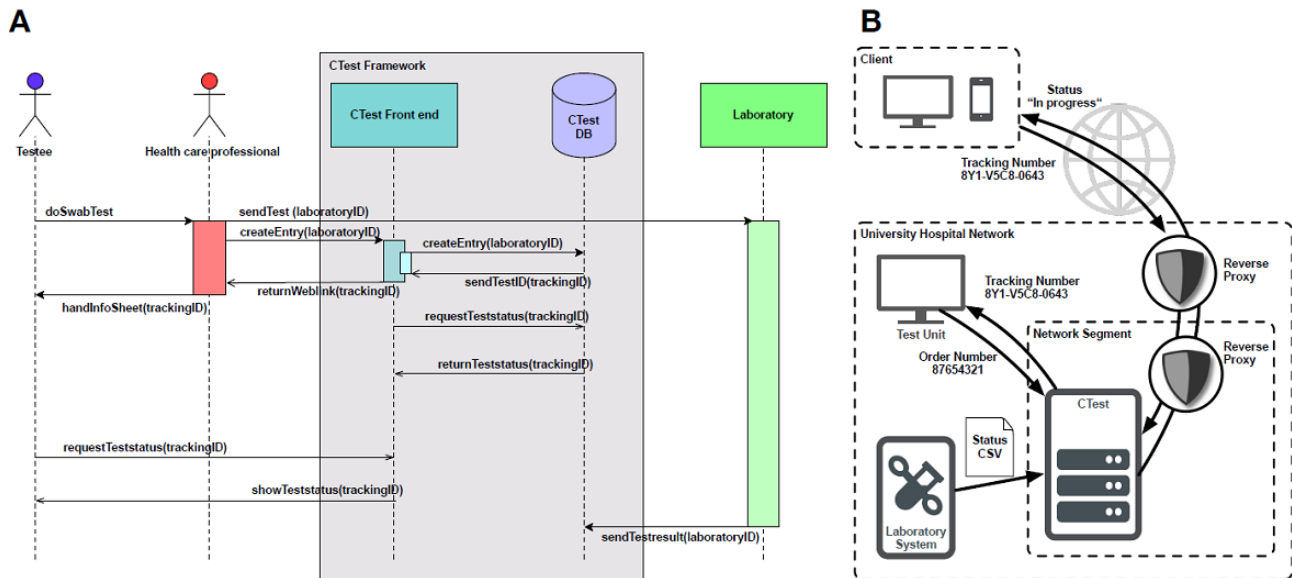 A
CTest Framework
CTest Front end
CTest
DB
Laboratory
Testee
Health care professional
doSwabTest
sendTest (laboratoryID)
createEntry(laboratoryID)
createEntry(laboratoryID)
sendTestID(trackingID)
returnWeblink(trackingID)
handInfoSheet(trackingID)
requestTeststatus(trackingID)
returnTeststatus(trackingID)
requestTeststatus(trackingID)
showTeststatus(trackingID)
sendTestresult(laboratoryID)
B
Client
Status
"In progress"
Tracking Number
8Y1-V5C8-0643
University Hospital Network
Reverse
Proxy
Tracking Number
8Y1-V5C8-0643
Test Unit
Network Segment
Reverse
Proxy
Order Number
87654321
CTest
Status
CSV
Laboratory
System